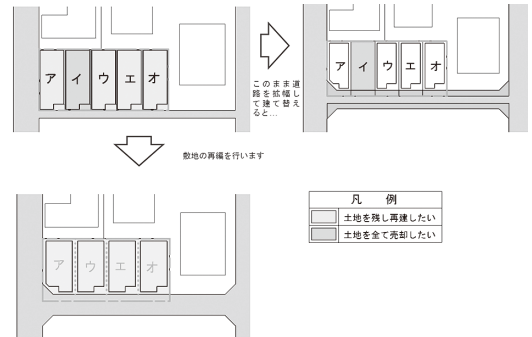 ア イ ウ エ オ
ア イ ウ エ オ
このまま道
路を拡幅し
て建て替え
ると…
敷地の再編を行います
ア ウ エ オ
凡 例
土地を残し再建したい
土地を全て売却したい